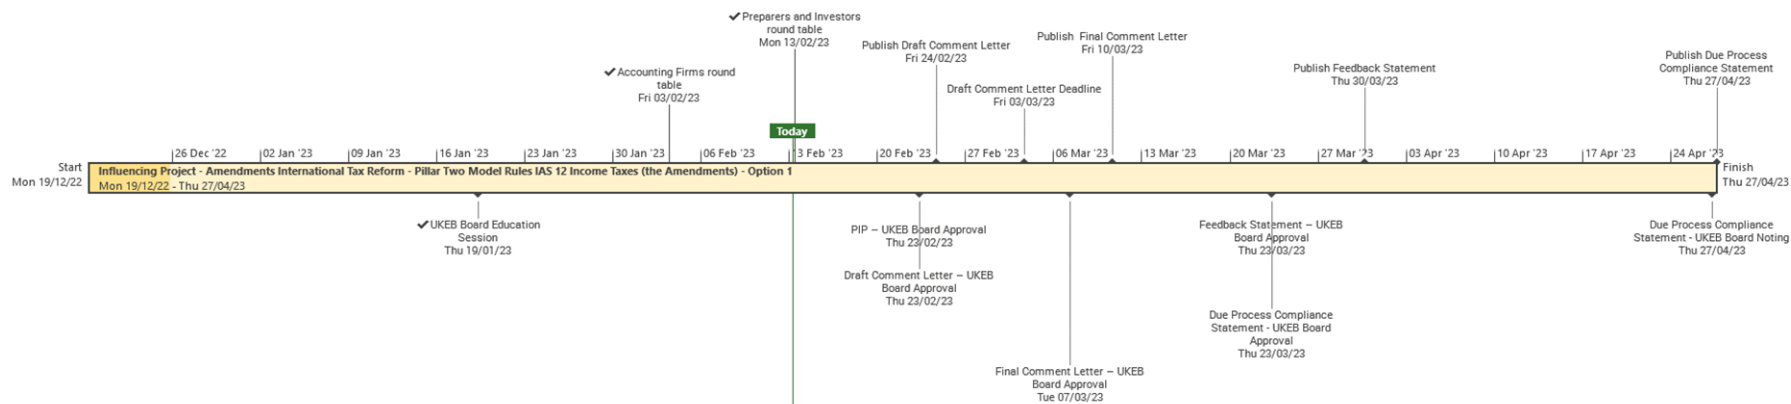 ✔Preparers and Investors
round table
Mon 13/02/23
Publish Draft Comment Letter
Fri 24/02/23
Publish  Final Comment Letter
Fri 10/03/23
✔Accounting Firms round
table
Fri 03/02/23
Draft Comment Letter Deadline
Fri 03/03/23
Publish Feedback Statement
Thu 30/03/23
Publish Due Process
Compliance Statement
Thu 27/04/23
Today
26 Dec '22 02 Jan '23 09 Jan '23 16 Jan '23 23 Jan '23 30 Jan '23 06 Feb '23 13 Feb '23 20 Feb '23 27 Feb '23 06 Mar '23 13 Mar '23 20 Mar '23 27 Mar '23 03 Apr '23 10 Apr '23 17 Apr '23 24 Apr '23
Start
Mon 19/12/22
Influencing Project - Amendments International Tax Reform - Pillar Two Model Rules IAS 12 Income Taxes (the Amendments) - Option 1
Mon 19/12/22 - Thu 27/04/23
Finish
Thu 27/04/23
✔UKEB Board Education
Session
Thu 19/01/23
PIP – UKEB Board Approval
Thu 23/02/23
Draft Comment Letter – UKEB
Board Approval
Thu 23/02/23
Final Comment Letter – UKEB
Board Approval
Tue 07/03/23
Feedback Statement – UKEB
Board Approval
Thu 23/03/23
Due Process Compliance
Statement - UKEB Board
Approval
Thu 23/03/23
Due Process Compliance
Statement - UKEB Board Noting
Thu 27/04/23